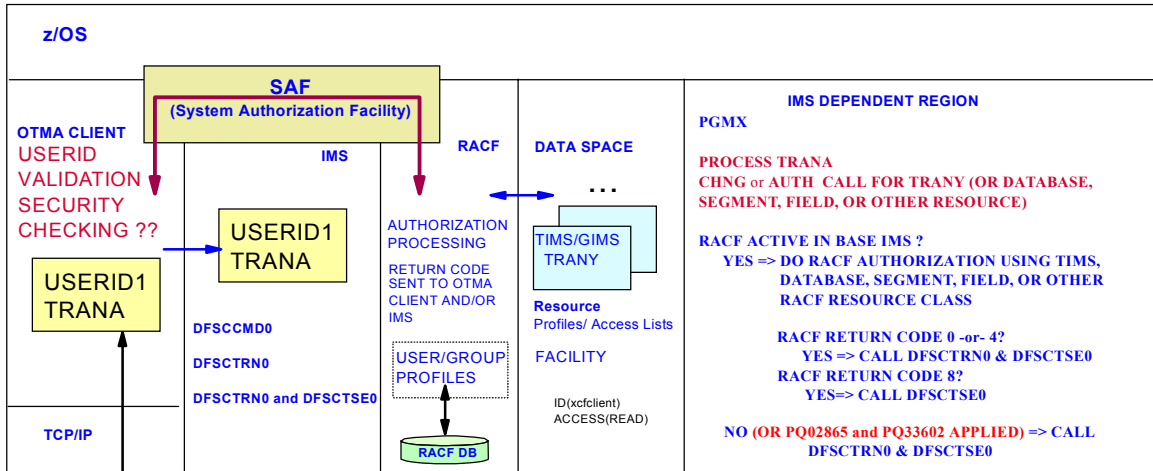 z/OS
SAF
(System Authorization Facility)
OTMA CLIENT
USERID
VALIDATION
SECURITY
CHECKING ??
USERID1
TRANA
TCP/IP
IMS
USERID1
TRANA
DFSCCMD0
DFSCTRN0
DFSCTRN0 and DFSCTSE0
RACF
AUTHORIZATION
PROCESSING
RETURN CODE
SENT TO OTMA
CLIENT AND/OR
IMS
USER/GROUP
PROFILES
RACF DB
DATA SPACE
...
TIMS/GIMS
TRANY
Resource
Profiles/ Access Lists
FACILITY
ID(xcfclient)
ACCESS(READ)
IMS DEPENDENT REGION
PGMX
PROCESS TRANA
CHNG or AUTH CALL FOR TRANY (OR DATABASE,
SEGMENT, FIELD, OR OTHER RESOURCE)
RACF ACTIVE IN BASE IMS ?
YES => DO RACF AUTHORIZATION USING TIMS,
DATABASE, SEGMENT, FIELD, OR OTHER
RACF RESOURCE CLASS
RACF RETURN CODE 0 -or- 4?
YES => CALL DFSCTRN0 & DFSCTSE0
RACF RETURN CODE 8?
YES=> CALL DFSCTSE0
NO (OR PQ02865 and PQ33602 APPLIED) => CALL
DFSCTRN0 & DFSCTSE0